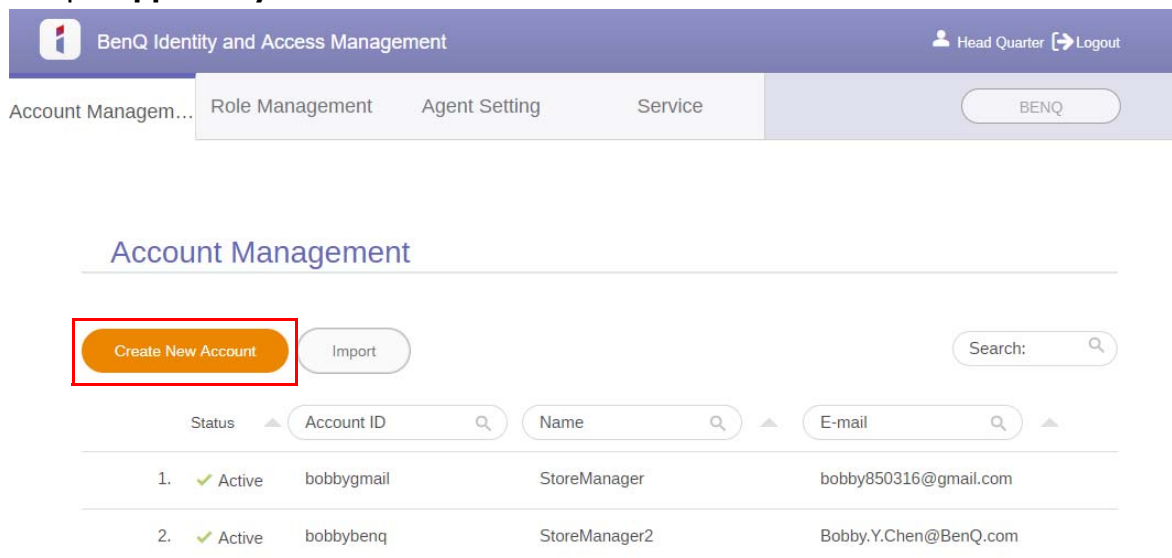 BenQ Identity and Access Management Head Quarter Logout
Account Managem... Role Management Agent Setting Service BENQ
Account Management
Create New Account Import Search:
Status Account ID Name E-mail
1. Active bobbygmail StoreManager bobby850316@gmail.com
2. Active bobbybenq StoreManager2 Bobby.Y.Chen@BenQ.com